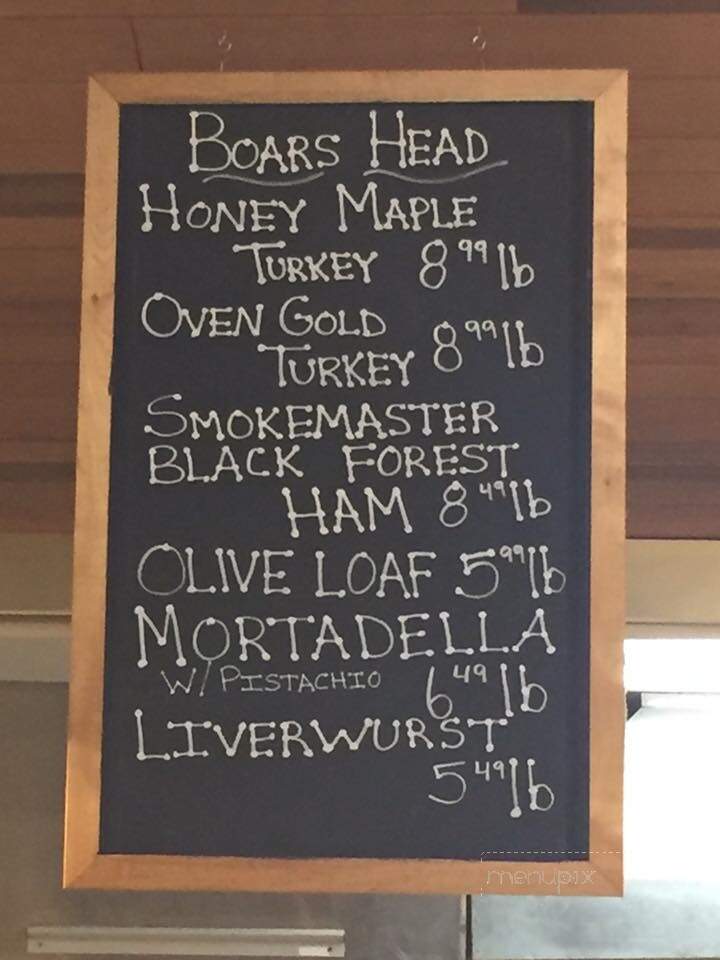 BOARS HEAD
HONEY MAPLE
TURKEY 8.99 lb
OVEN GOLD
TURKEY 8.99 lb
SMOKEMASTER
BLACK FOREST
HAM 8.49 lb
OLIVE LOAF 5.99 lb
MORTADELLA
W/ PISTACHIO 6.49 lb
LIVERWURST
5.49 lb
menupix